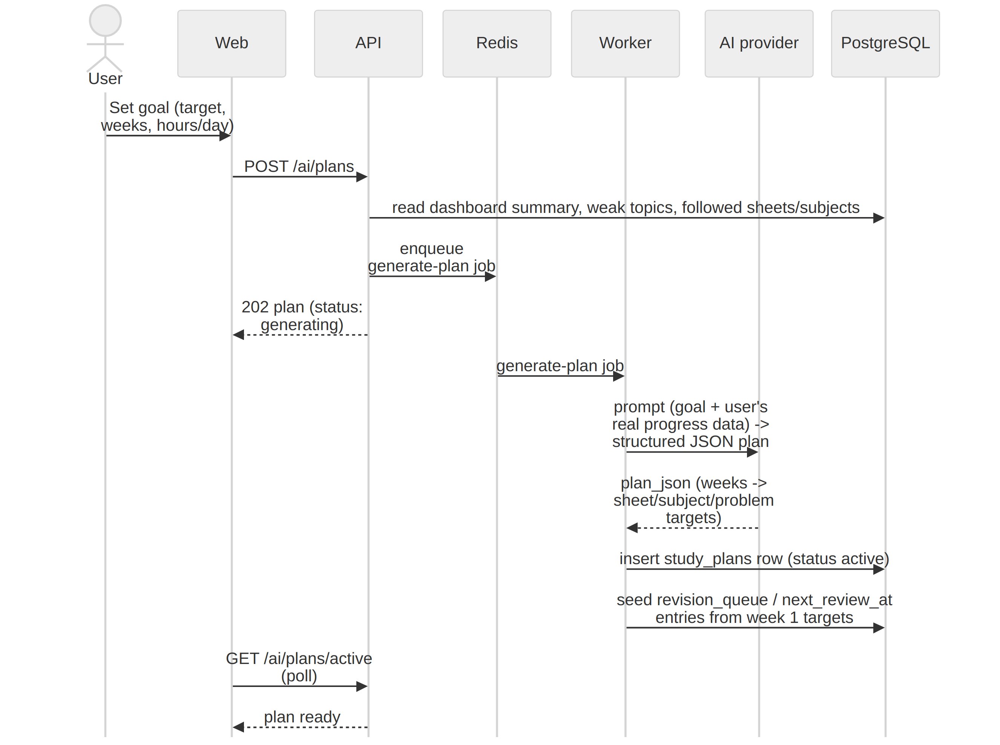 User
Web
API
Redis
Worker
AI provider
PostgreSQL
Set goal (target,
weeks, hours/day)
POST /ai/plans
read dashboard summary, weak topics, followed sheets/subjects
enqueue
generate-plan job
202 plan (status:
generating)
generate-plan job
prompt (goal + user's
real progress data) ->
structured JSON plan
plan_json (weeks ->
sheet/subject/problem
targets)
insert study_plans row (status active)
seed revision_queue / next_review_at
entries from week 1 targets
GET /ai/plans/active
(poll)
plan ready